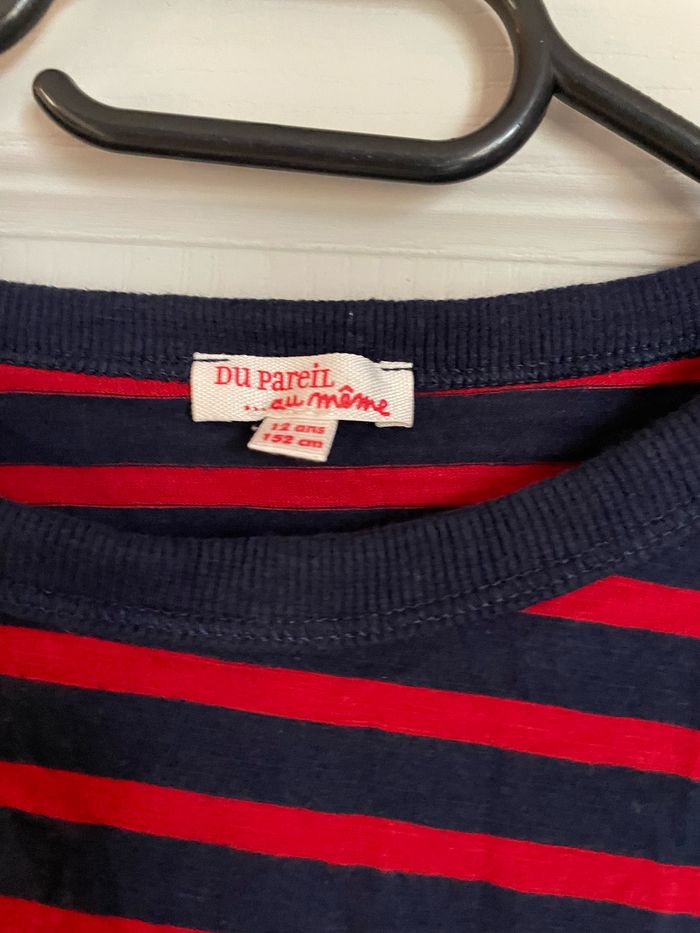 DU PAREIL
...au même
12 ans
152 cm